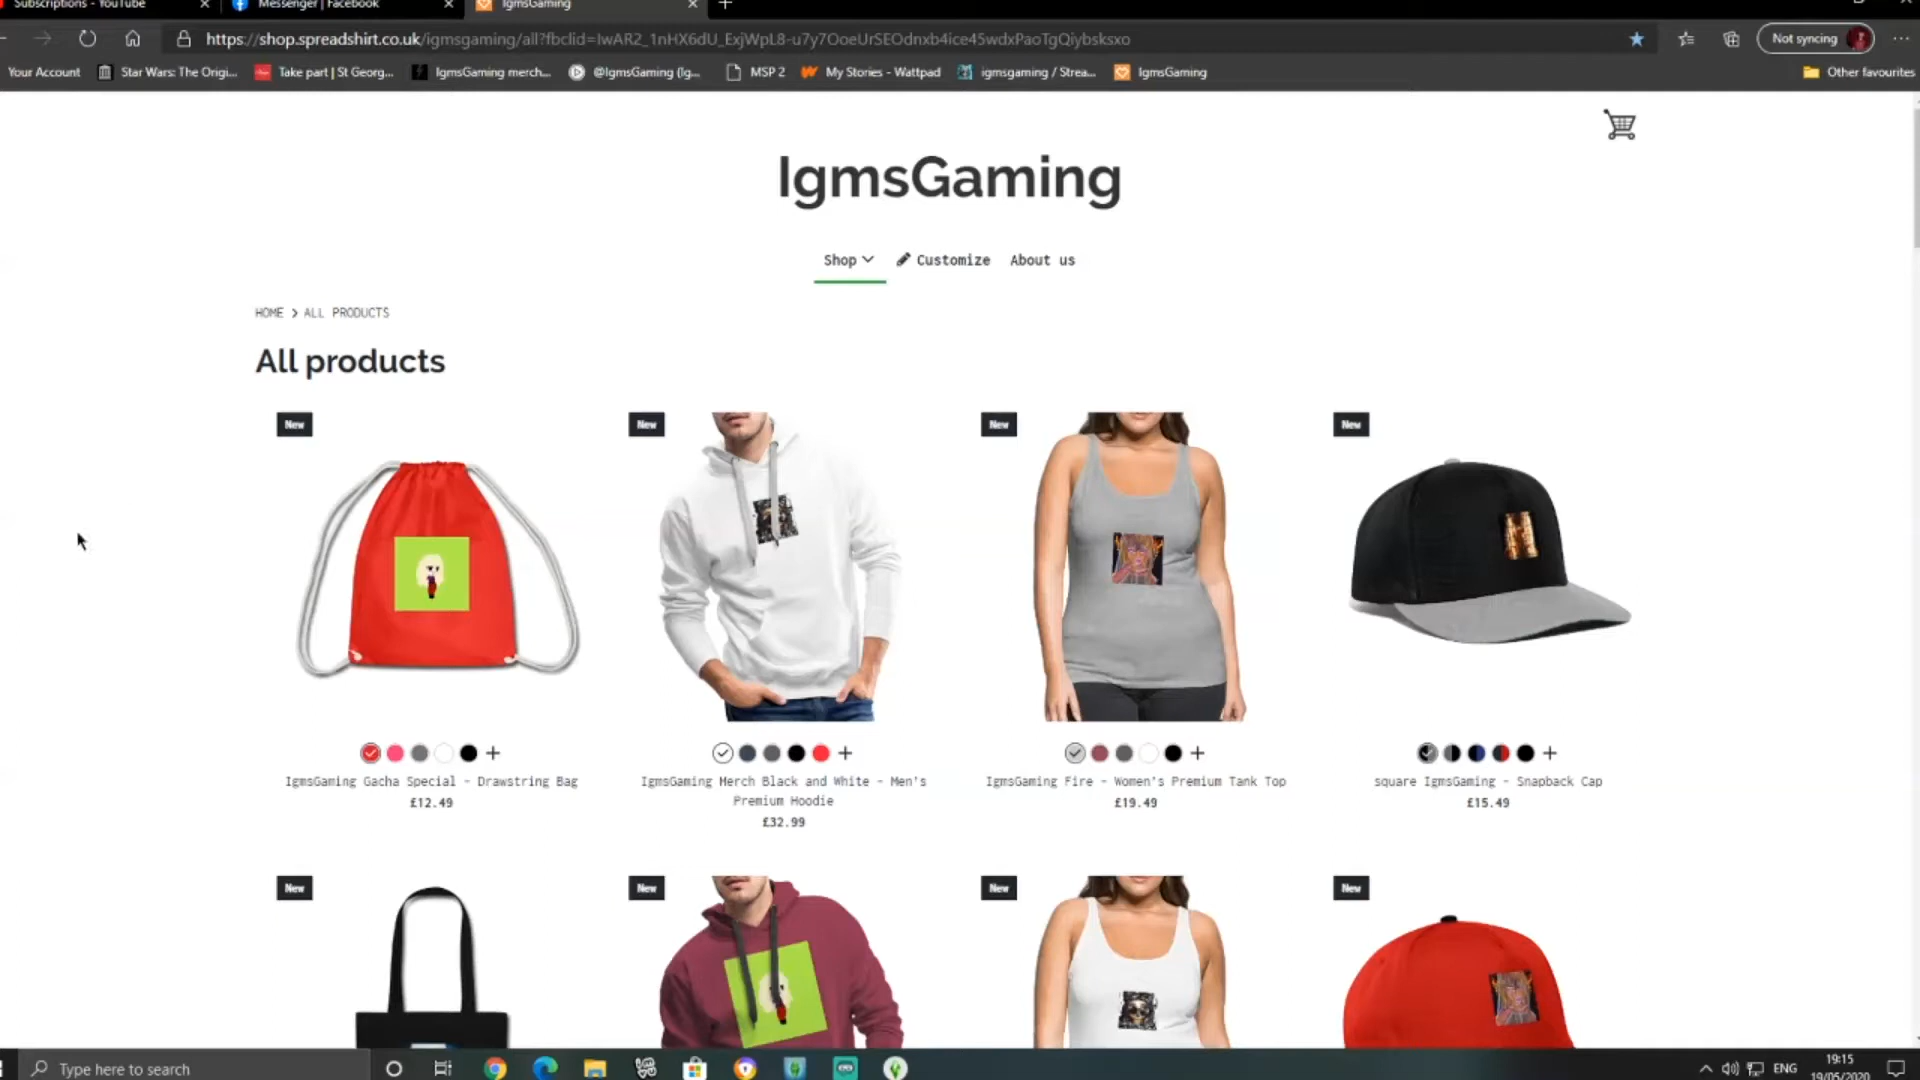 Subscriptions - YouTube
Messenger | Facebook
IgmsGaming
https://shop.spreadshirt.co.uk/igmsgaming/all?fbclid=IwAR2_1nHX6dU_ExjWpL8-u7y7OoeUrSEOdnxb4ice45wdxPaoTgQiybsksxo
Not syncing
Your Account
Star Wars: The Origi...
Take part | St Georg...
IgmsGaming merch...
@IgmsGaming (Ig...
MSP 2
My Stories - Wattpad
igmsgaming / Strea...
IgmsGaming
Other favourites
IgmsGaming
Shop
Customize
About us
HOME > ALL PRODUCTS
All products
New
New
New
New
IgmsGaming Gacha Special - Drawstring Bag
£12.49
IgmsGaming Merch Black and White - Men's
Premium Hoodie
£32.99
IgmsGaming Fire - Women's Premium Tank Top
£19.49
square IgmsGaming - Snapback Cap
£15.49
New
New
New
New
Type here to search
ENG
19:15
19/05/2020